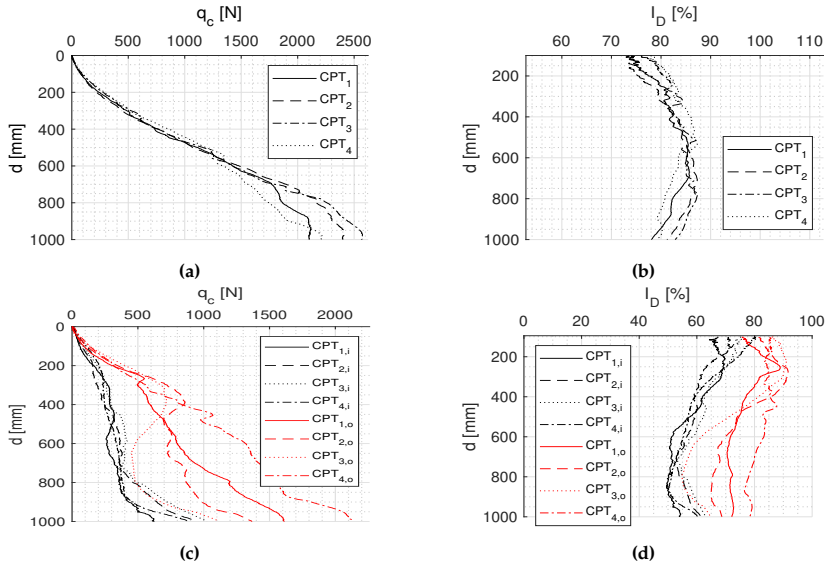 q_c [N]
0 500 1000 1500 2000 2500
0
200
400
600
800
1000
d [mm]
CPT_1
CPT_2
CPT_3
CPT_4
(a)
I_D [%]
60 70 80 90 100 110
200
400
600
800
1000
d [mm]
CPT_1
CPT_2
CPT_3
CPT_4
(b)
q_c [N]
0 500 1000 1500 2000
0
200
400
600
800
1000
d [mm]
CPT_1,i
CPT_2,i
CPT_3,i
CPT_4,i
CPT_1,o
CPT_2,o
CPT_3,o
CPT_4,o
(c)
I_D [%]
0 20 40 60 80 100
200
400
600
800
1000
d [mm]
CPT_1,i
CPT_2,i
CPT_3,i
CPT_4,i
CPT_1,o
CPT_2,o
CPT_3,o
CPT_4,o
(d)